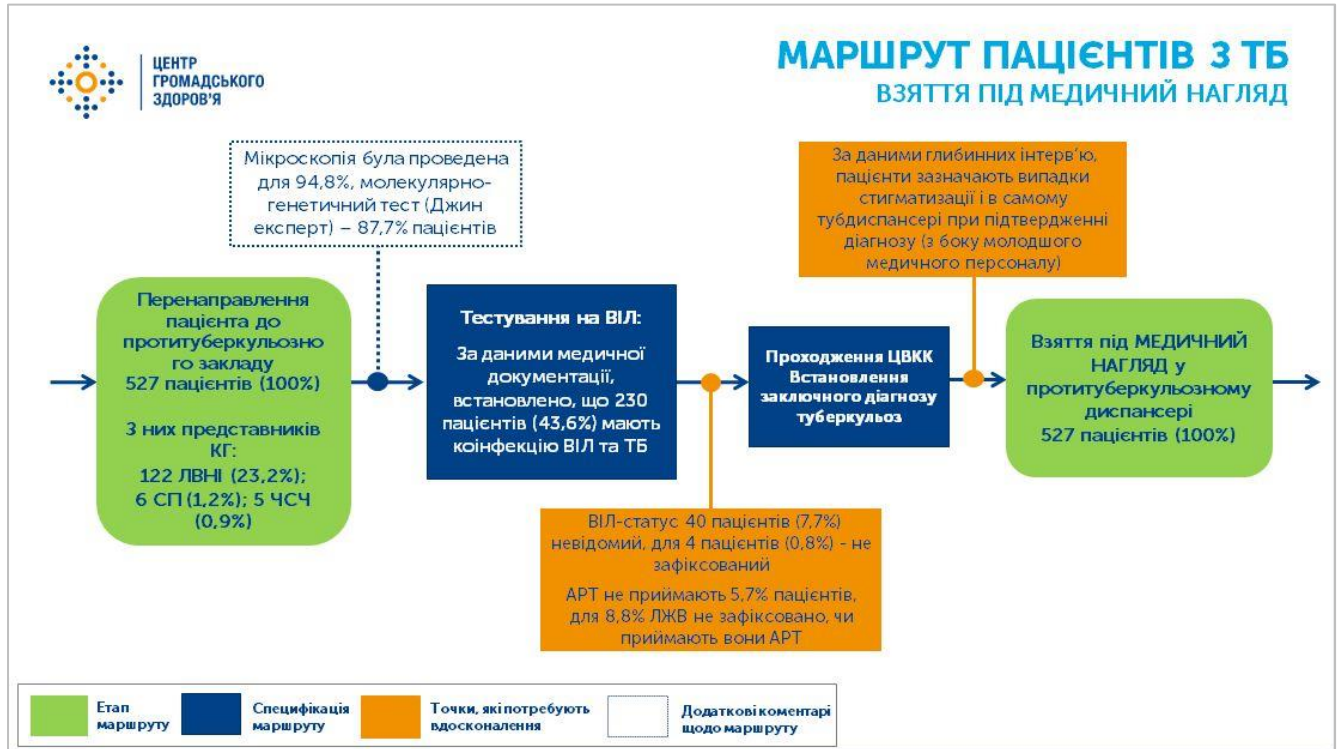 ЦЕНТР
ГРОМАДСЬКОГО
ЗДОРОВ'Я
МАРШРУТ ПАЦІЄНТІВ З ТБ
ВЗЯТТЯ ПІД МЕДИЧНИЙ НАГЛЯД
Мікроскопія була проведена
для 94,8%, молекулярно-
генетичний тест (Джин
експерт) – 87,7% пацієнтів
За даними глибинних інтерв’ю,
пацієнти зазначають випадки
стигматизації і в самому
тубдиспансері при підтвердженні
діагнозу (з боку молодшого
медичного персоналу)
Перенаправлення
пацієнта до
протитуберкульозно
го закладу
527 пацієнтів (100%)
З них представників
КГ:
122 ЛВНІ (23,2%);
6 СП (1,2%); 5 ЧСЧ
(0,9%)
Тестування на ВІЛ:
За даними медичної
документації,
встановлено, що 230
пацієнтів (43,6%) мають
коінфекцію ВІЛ та ТБ
Проходження ЦВКК
Встановлення
заключного діагнозу
туберкульоз
Взяття під МЕДИЧНИЙ
НАГЛЯД у
протитуберкульозному
диспансері
527 пацієнтів (100%)
ВІЛ-статус 40 пацієнтів (7,7%)
невідомий, для 4 пацієнтів (0,8%) - не
зафіксований
АРТ не приймають 5,7% пацієнтів,
для 8,8% ЛЖВ не зафіксовано, чи
приймають вони АРТ
Етап
маршруту
Специфікація
маршруту
Точки, які потребують
вдосконалення
Додаткові коментарі
щодо маршруту